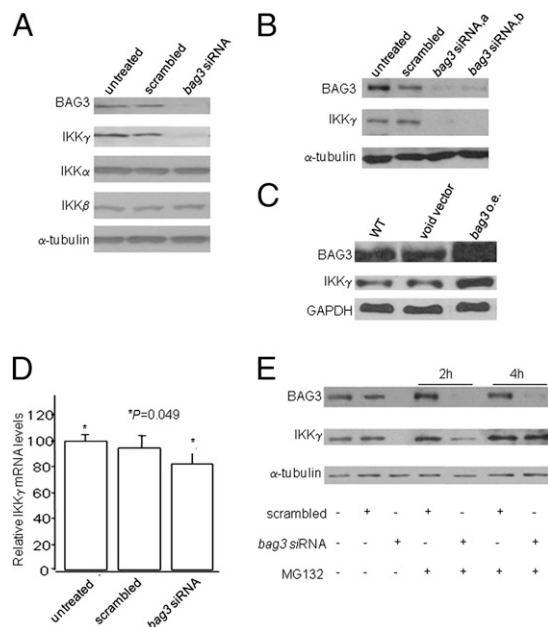 A
untreated
scrambled
bag3 siRNA
BAG3
IKKγ
IKKα
IKKβ
α-tubulin
B
untreated
scrambled
bag3 siRNA,a
bag3 siRNA,b
BAG3
IKKγ
α-tubulin
C
WT
void vector
bag3 o.e.
BAG3
IKKγ
GAPDH
D
Relative IKKγ mRNA levels
120
100
80
60
40
20
0
*
*P=0.049
*
untreated
scrambled
bag3 siRNA
E
2h
4h
BAG3
IKKγ
α-tubulin
scrambled - + - + - + -
bag3 siRNA - - + - + - +
MG132 - - - + + + +